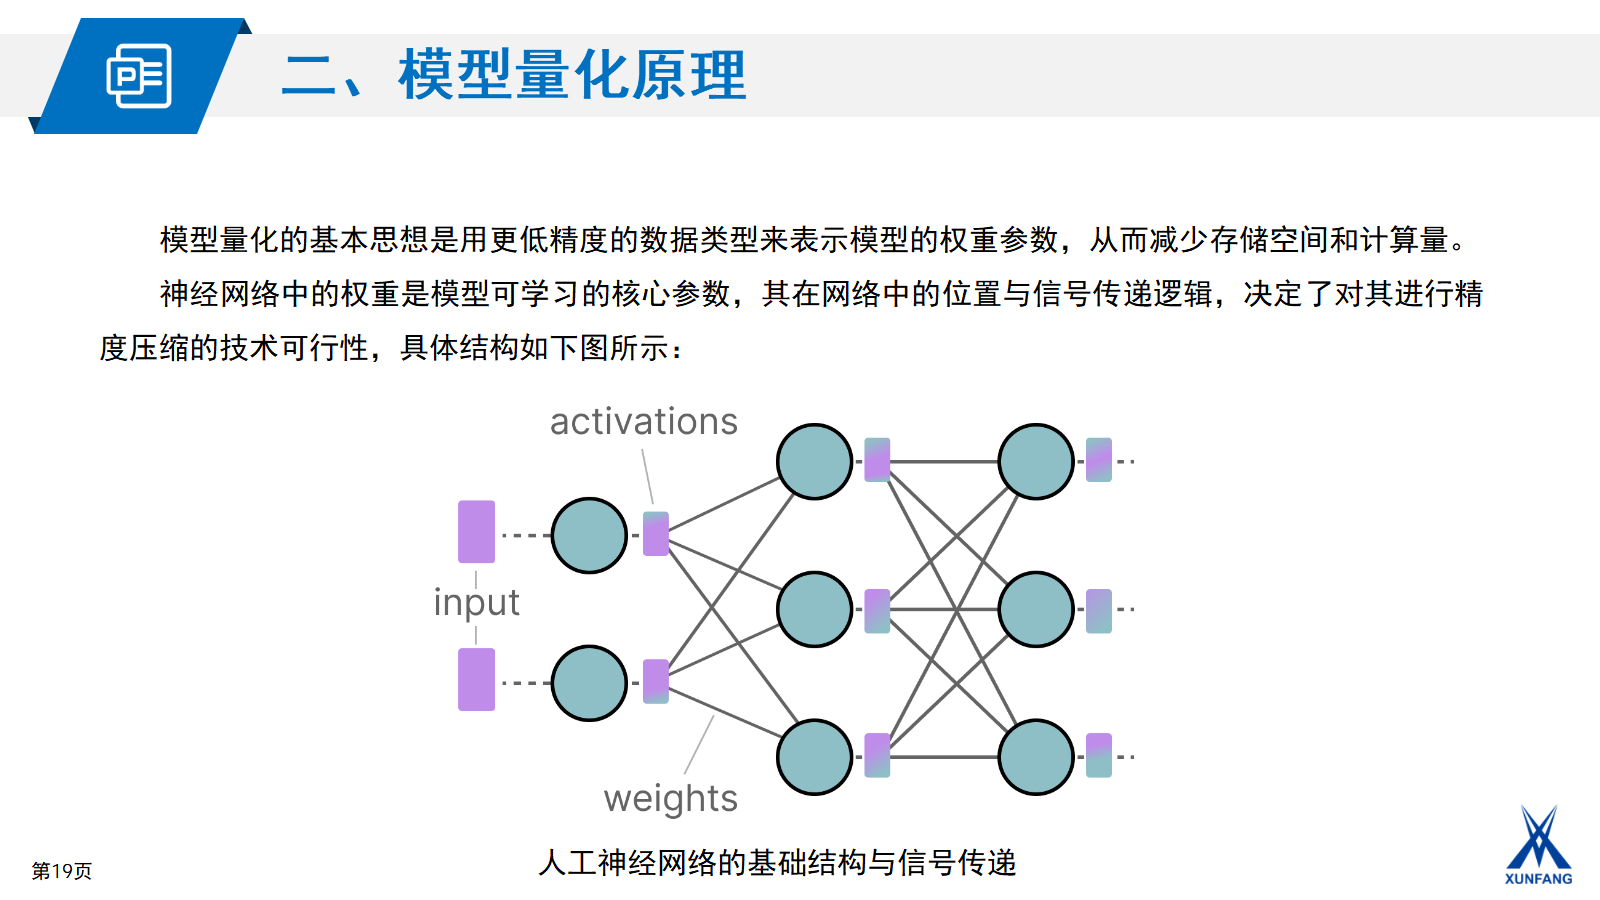 二、模型量化原理
模型量化的基本思想是用更低精度的数据类型来表示模型的权重参数，从而减少存储空间和计算量。
神经网络中的权重是模型可学习的核心参数，其在网络中的位置与信号传递逻辑，决定了对其进行精
度压缩的技术可行性，具体结构如下图所示：
activations
input
weights
人工神经网络的基础结构与信号传递
第19页
XUNFANG